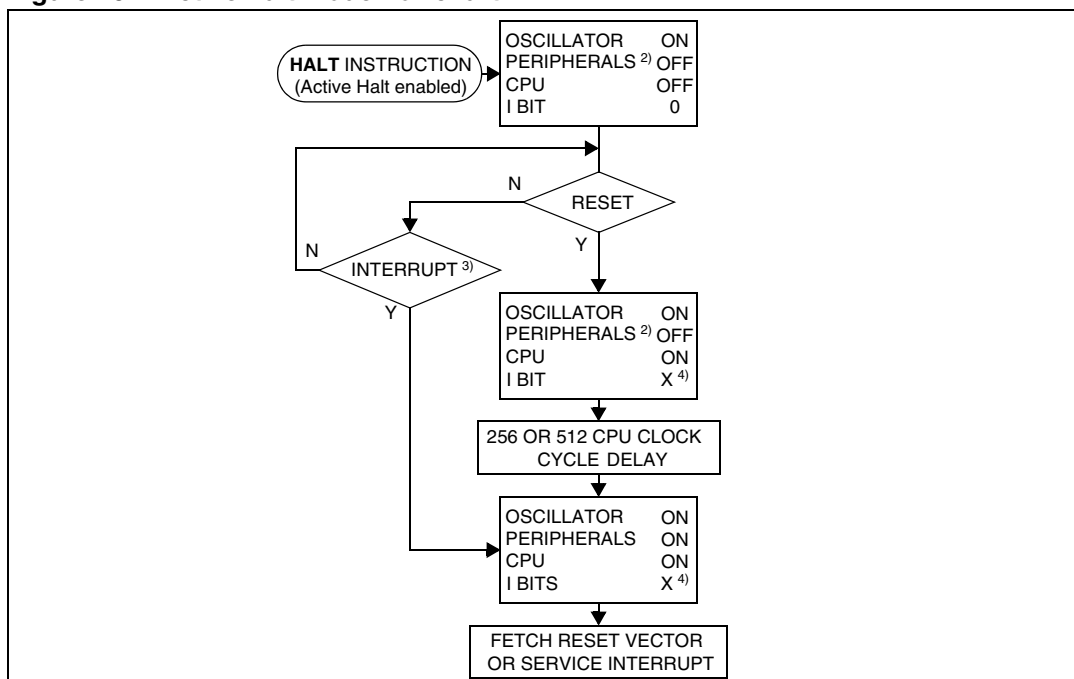 HALT INSTRUCTION
(Active Halt enabled)
OSCILLATOR ON
PERIPHERALS 2) OFF
CPU OFF
I BIT 0
N
RESET
Y
N
INTERRUPT 3)
Y
OSCILLATOR ON
PERIPHERALS 2) OFF
CPU ON
I BIT X 4)
256 OR 512 CPU CLOCK
CYCLE DELAY
OSCILLATOR ON
PERIPHERALS ON
CPU ON
I BITS X 4)
FETCH RESET VECTOR
OR SERVICE INTERRUPT